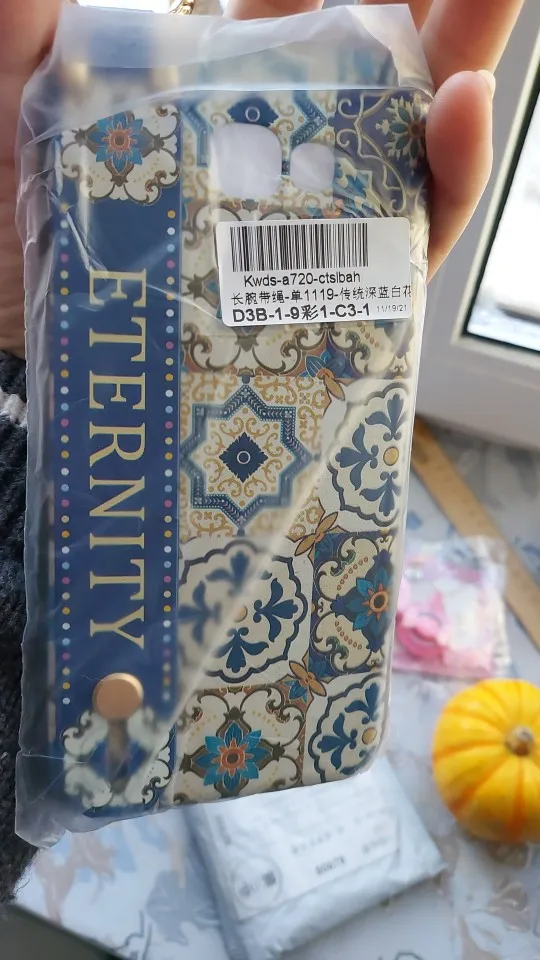 Kwds-a720-ctslbah
长腕带绳-单1119-传统深蓝白花
D3B-1-9彩1-C3-1 11/19/21
ETERNITY